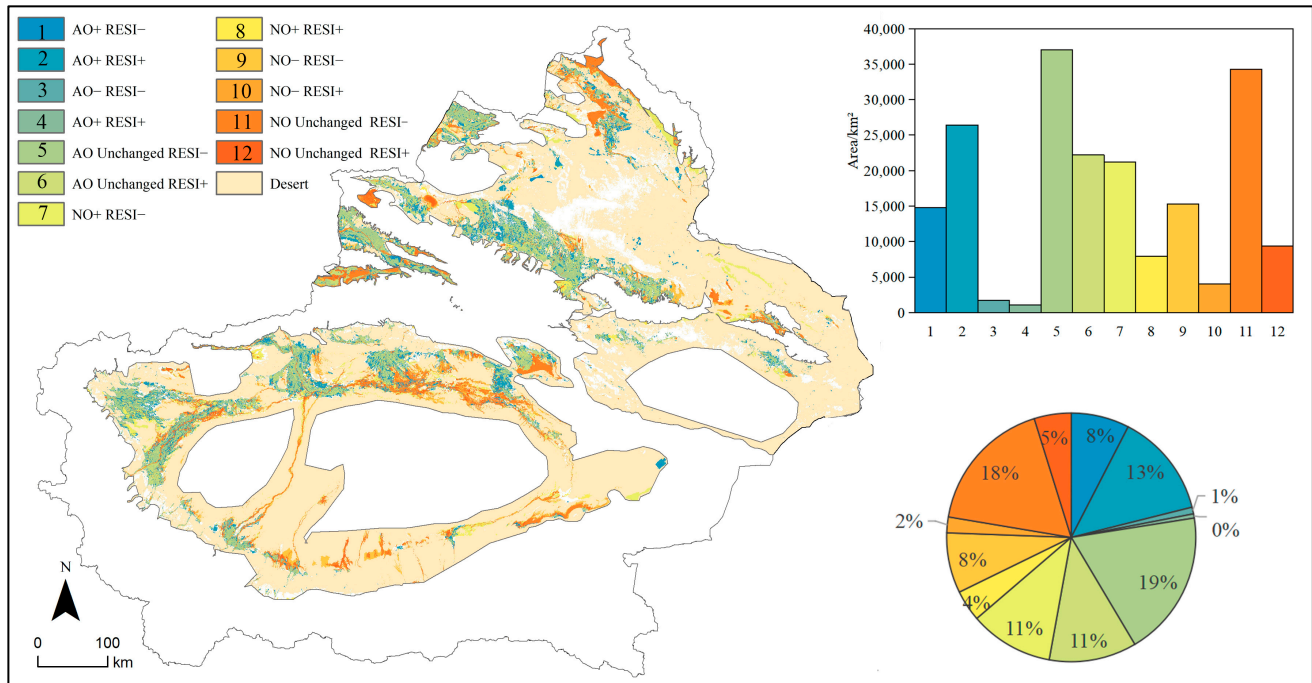 1 AO+ RESI−
2 AO+ RESI+
3 AO− RESI−
4 AO+ RESI+
5 AO Unchanged RESI−
6 AO Unchanged RESI+
7 NO+ RESI−
8 NO+ RESI+
9 NO− RESI−
10 NO− RESI+
11 NO Unchanged RESI−
12 NO Unchanged RESI+
Desert
N
0 100
km
Area/km²
40,000
35,000
30,000
25,000
20,000
15,000
10,000
5,000
0
1 2 3 4 5 6 7 8 9 10 11 12
8%
13%
1%
0%
19%
11%
11%
4%
8%
2%
18%
5%